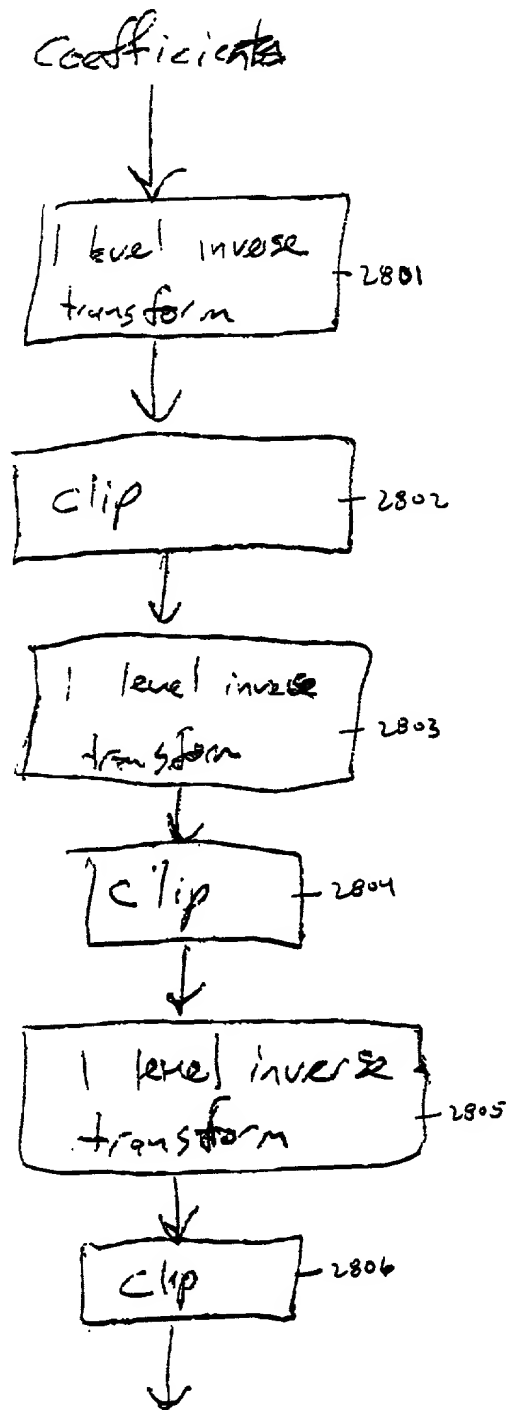 Coefficients
1 level inverse
transform
2801
Clip
2802
1 level inverse
transform
2803
Clip
2804
1 level inverse
transform
2805
Clip
2806